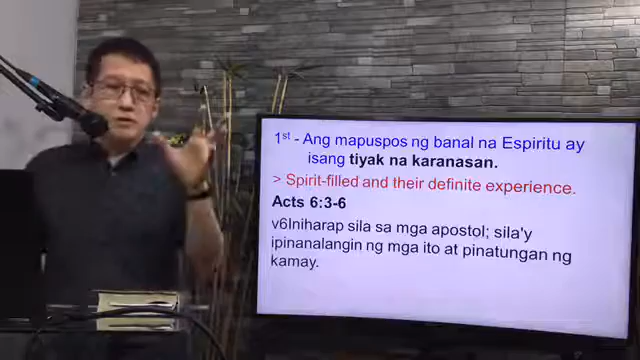 1st - Ang mapuspos ng banal na Espiritu ay
isang tiyak na karanasan.
> Spirit-filled and their definite experience.
Acts 6:3-6
v6Iniharap sila sa mga apostol; sila'y
ipinanalangin ng mga ito at pinatungan ng
kamay.